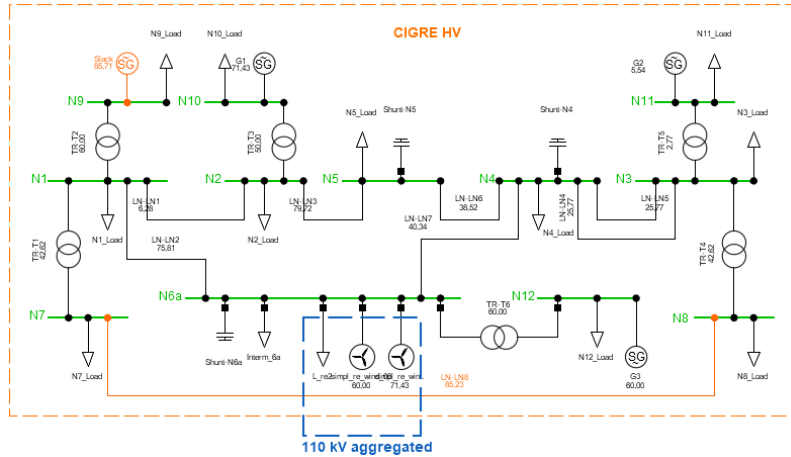 CIGRE HV
N9_Load
N10_Load
N11_Load
Slack
85,71
SG
G1
71,43
SG
G2
5,54
SG
N9
N10
N11
N5_Load
Shunt-N5
Shunt-N4
N3_Load
TR-T2
60,00
TR-T3
50,00
TR-T5
2,77
N1
N2
N5
N4
N3
LN-LN1
6,28
LN-LN3
79,72
LN-LN6
38,52
LN-LN4
25,77
LN-LN5
25,77
N1_Load
LN-LN2
75,81
N2_Load
LN-LN7
40,34
N4_Load
TR-T1
42,62
TR-T4
42,62
N6a
TR-T6
60,00
N12
N7
N8
Shunt-N6a
Interm_6a
N7_Load
60,00
71,43
LN-LN8
85,23
N12_Load
SG
G3
60,00
N8_Load
110 kV aggregated